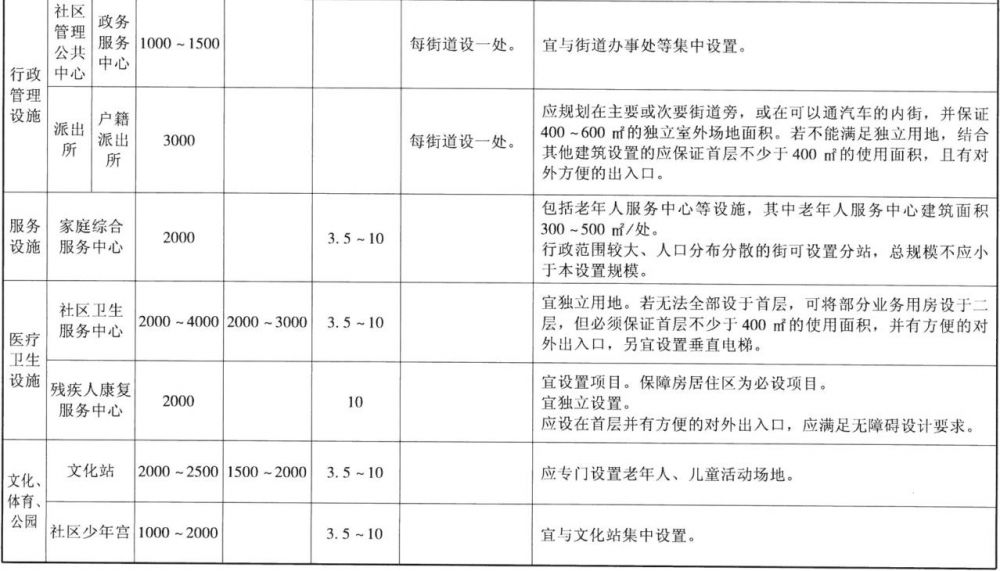 行政
管理
设施
社区
管理
公共
中心
政务
服务
中心
1000～1500
每街道设一处。
宜与街道办事处等集中设置。
派出
所
户籍
派出
所
3000
每街道设一处。
应规划在主要或次要街道旁，或在可以通汽车的内街，并保证
400～600 ㎡的独立室外场地面积。若不能满足独立用地，结合
其他建筑设置的应保证首层不少于 400 ㎡的使用面积，且有对
外方便的出入口。
服务
设施
家庭综合
服务中心
2000
3.5～10
包括老年人服务中心等设施，其中老年人服务中心建筑面积
300～500 ㎡/处。
行政范围较大、人口分布分散的街可设置分站，总规模不应小
于本设置规模。
医疗
卫生
设施
社区卫生
服务中心
2000～4000
2000～3000
3.5～10
宜独立用地。若无法全部设于首层，可将部分业务用房设于二
层，但必须保证首层不少于 400 ㎡的使用面积，并有方便的对
外出入口，另宜设置垂直电梯。
残疾人康复
服务中心
2000
10
宜设置项目。保障房居住区为必设项目。
宜独立设置。
应设在首层并有方便的对外出入口，应满足无障碍设计要求。
文化、
体育、
公园
文化站
2000～2500
1500～2000
3.5～10
应专门设置老年人、儿童活动场地。
社区少年宫
1000～2000
3.5～10
宜与文化站集中设置。